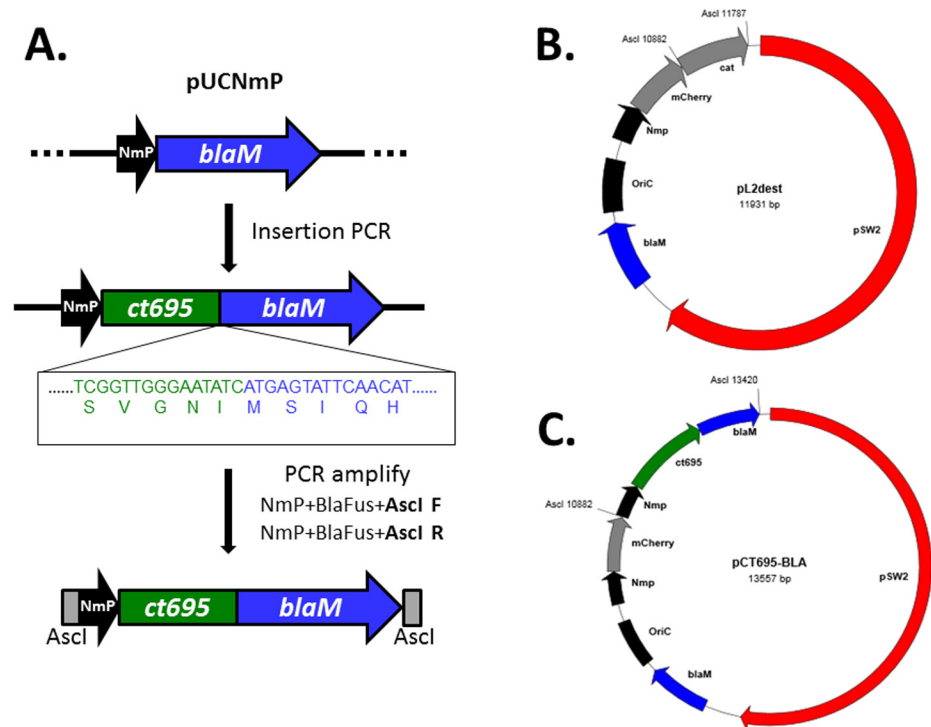 A.
pUCNmP
NmP
blaM
Insertion PCR
NmP
ct695
blaM
......TCGGTTGGGAATATCATGAGTATTCAACAT......
S V G N I M S I Q H
PCR amplify
NmP+BlaFus+AscI F
NmP+BlaFus+AscI R
NmP
ct695
blaM
AscI
AscI
B.
AscI 11787
AscI 10882
cat
mCherry
Nmp
OriC
blaM
pL2dest
11931 bp
pSW2
C.
AscI 13420
blaM
ct695
Nmp
AscI 10882
mCherry
Nmp
OriC
blaM
pCT695-BLA
13557 bp
pSW2